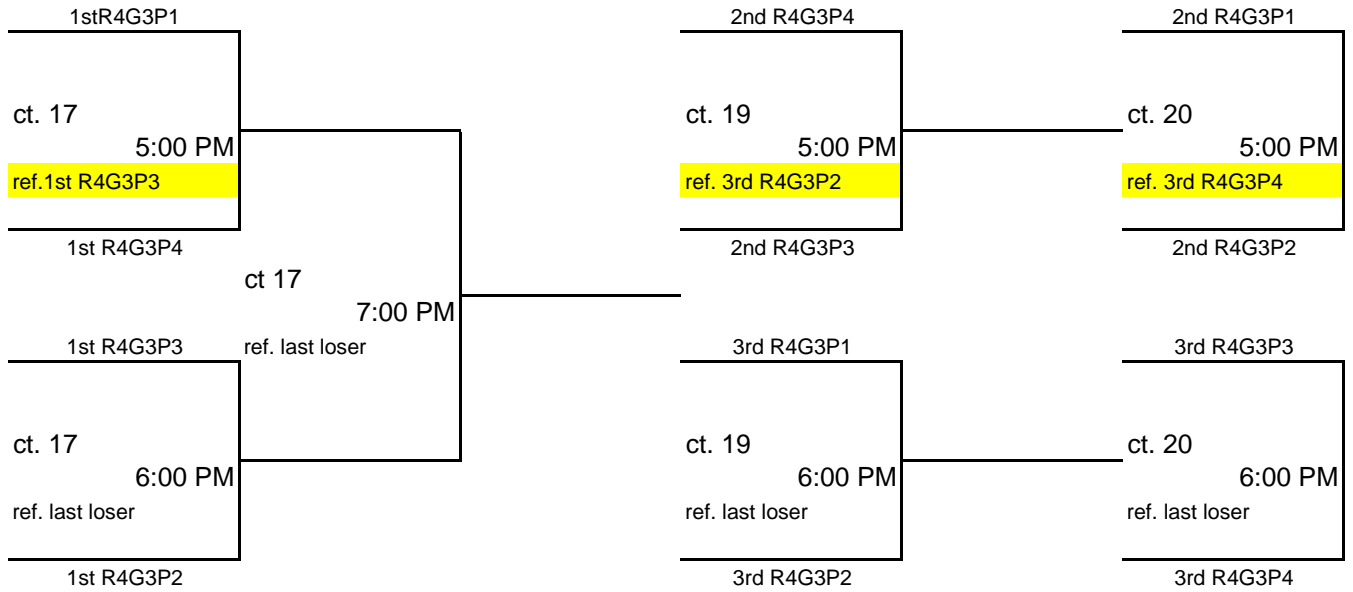 1stR4G3P1
2nd R4G3P4
2nd R4G3P1
ct. 17
ct. 19
ct. 20
5:00 PM
5:00 PM
5:00 PM
ref.1st R4G3P3
ref. 3rd R4G3P2
ref. 3rd R4G3P4
1st R4G3P4
2nd R4G3P3
2nd R4G3P2
ct 17
7:00 PM
1st R4G3P3
ref. last loser
3rd R4G3P1
3rd R4G3P3
ct. 17
ct. 19
ct. 20
6:00 PM
6:00 PM
6:00 PM
ref. last loser
ref. last loser
ref. last loser
1st R4G3P2
3rd R4G3P2
3rd R4G3P4